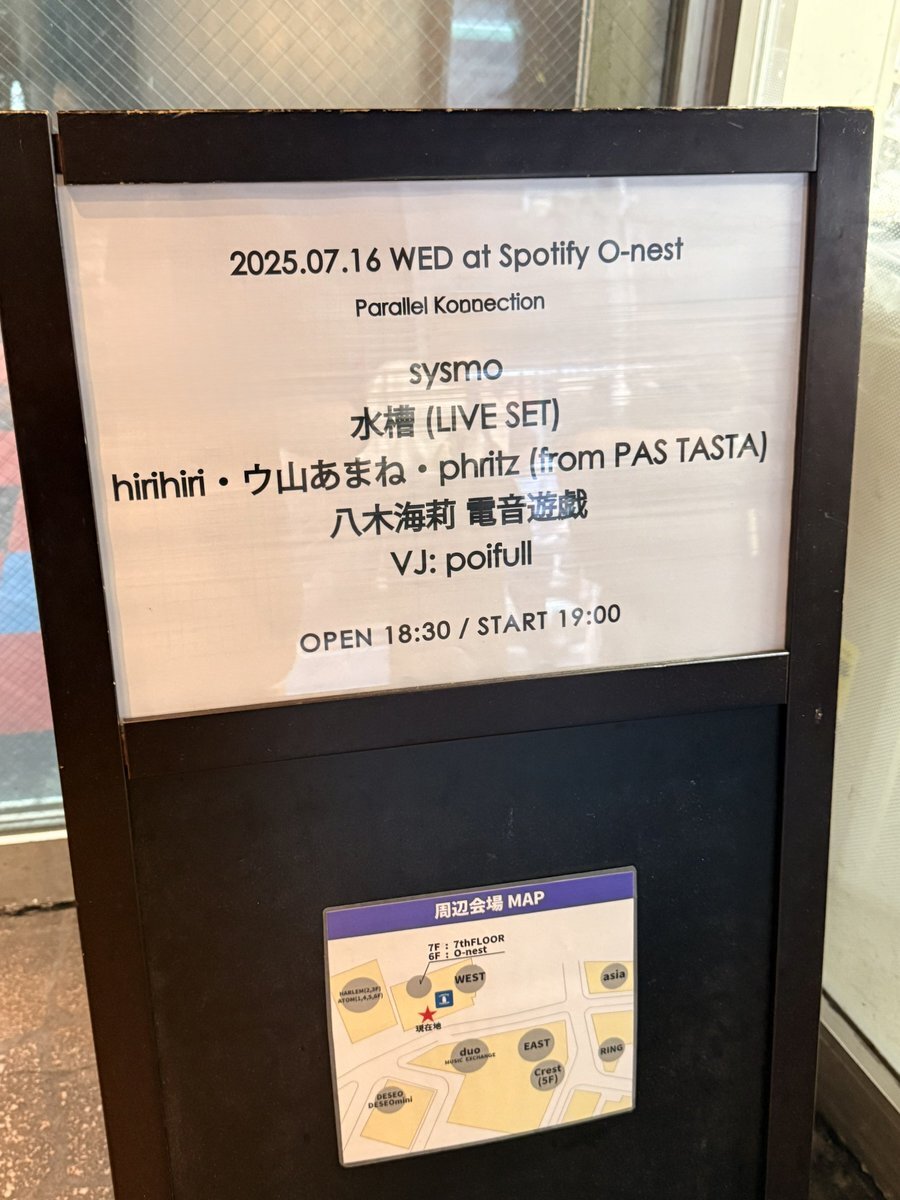 2025.07.16 WED at Spotify O-nest
Parallel Konnection
sysmo
水槽 (LIVE SET)
hirihiri・ウ山あまね・phritz (from PAS TASTA)
八木海莉 電音遊戯
VJ: poifull
OPEN 18:30 / START 19:00
周辺会場 MAP
7F : 7thFLOOR
6F : O-nest
HARLEM(2,3F)
ATOM(1,4,5,6F)
WEST
asia
現在地
duo
MUSIC EXCHANGE
EAST
RING
Crest
(5F)
DESEO
DESEOmini